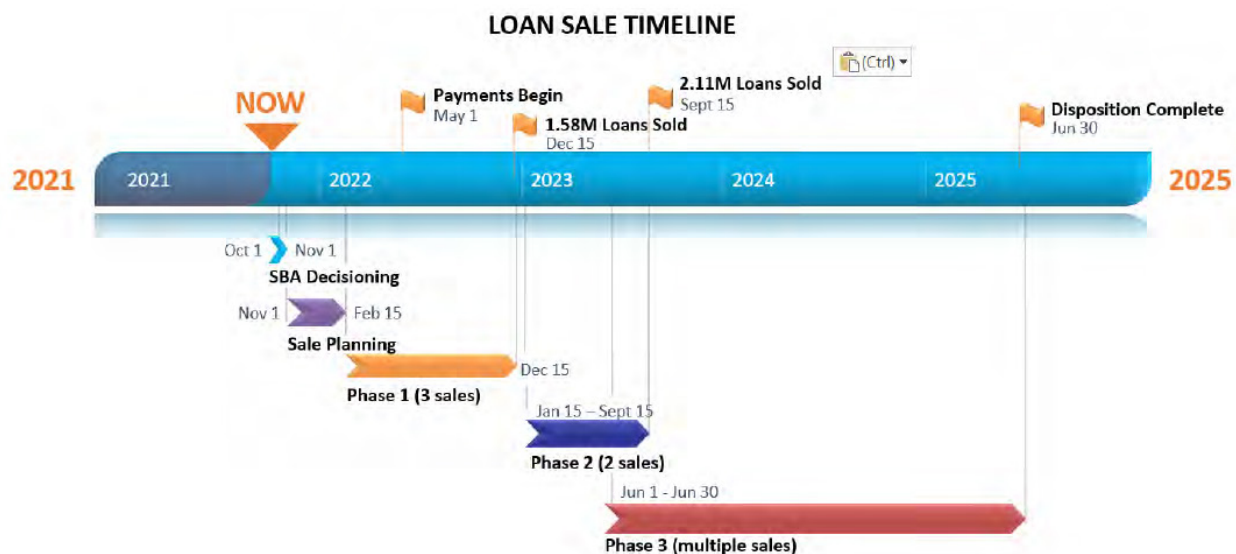 LOAN SALE TIMELINE
(Ctrl)
NOW
Payments Begin
May 1
1.58M Loans Sold
Dec 15
2.11M Loans Sold
Sept 15
Disposition Complete
Jun 30
2021
2021
2022
2023
2024
2025
2025
Oct 1
Nov 1
SBA Decisioning
Nov 1
Feb 15
Sale Planning
Dec 15
Phase 1 (3 sales)
Jan 15 – Sept 15
Phase 2 (2 sales)
Jun 1 - Jun 30
Phase 3 (multiple sales)